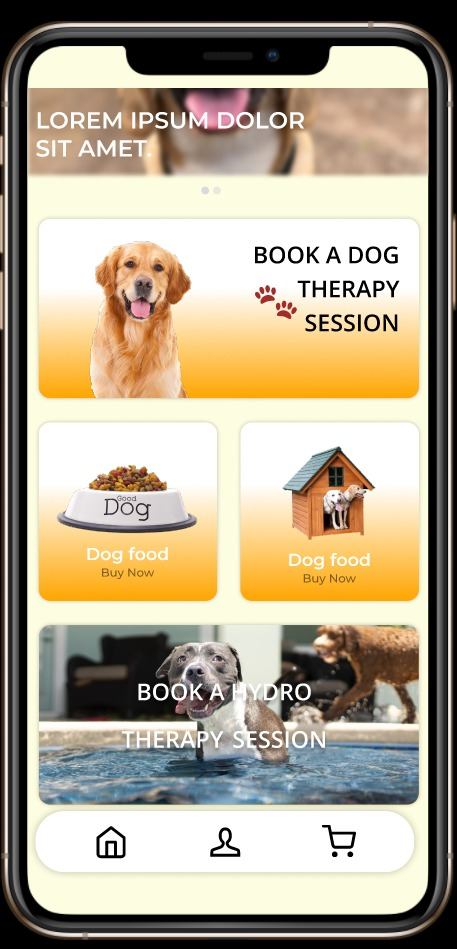 LOREM IPSUM DOLOR
SIT AMET.
BOOK A DOG
THERAPY
SESSION
Good
Dog
Dog food
Buy Now
Dog food
Buy Now
BOOK A HYDRO
THERAPY SESSION